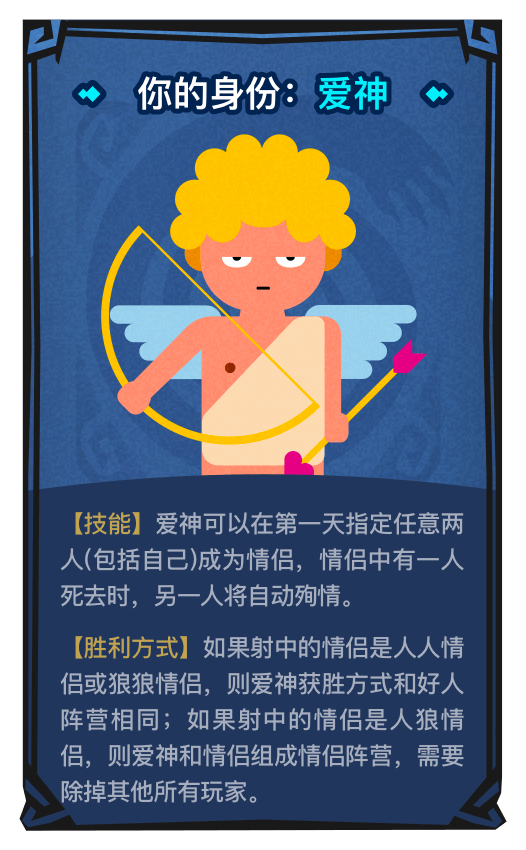 你的身份：爱神
【技能】爱神可以在第一天指定任意两
人(包括自己)成为情侣，情侣中有一人
死去时，另一人将自动殉情。
【胜利方式】如果射中的情侣是人人情
侣或狼狼情侣，则爱神获胜方式和好人
阵营相同；如果射中的情侣是人狼情
侣，则爱神和情侣组成情侣阵营，需要
除掉其他所有玩家。